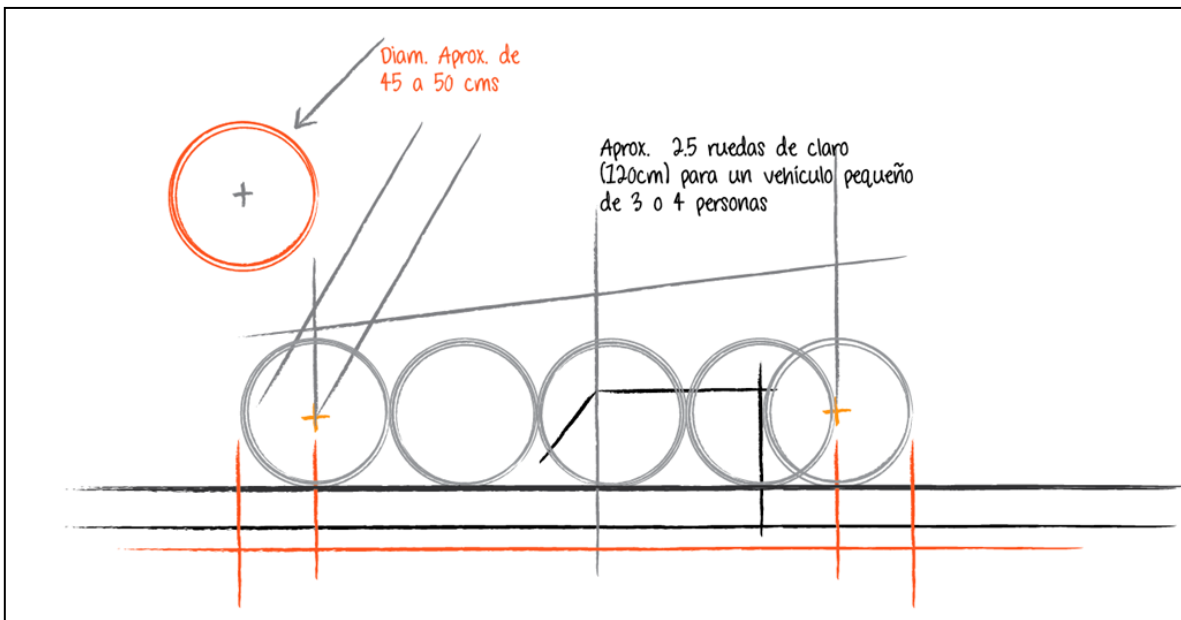 Diam. Aprox. de
45 a 50 cms
Aprox. 2.5 ruedas de claro
(120cm) para un vehículo pequeño
de 3 o 4 personas